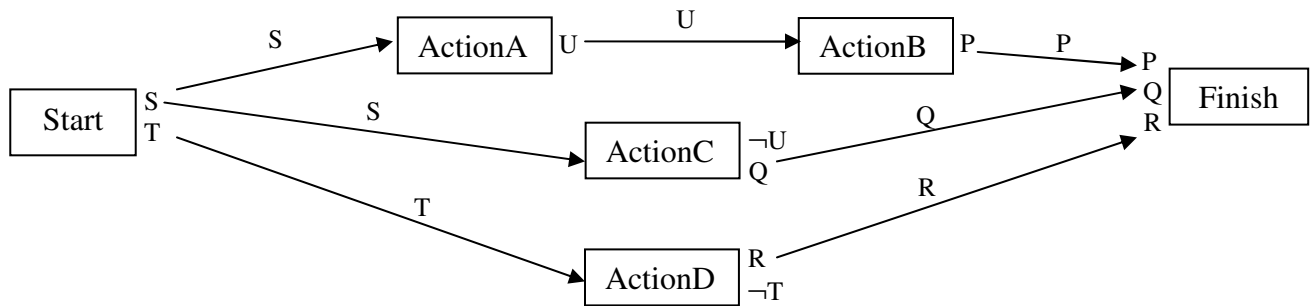 S
ActionA
U
U
ActionB
P
P
P
Q
R
Finish
Start
S
T
S
ActionC
¬U
Q
Q
T
ActionD
R
¬T
R